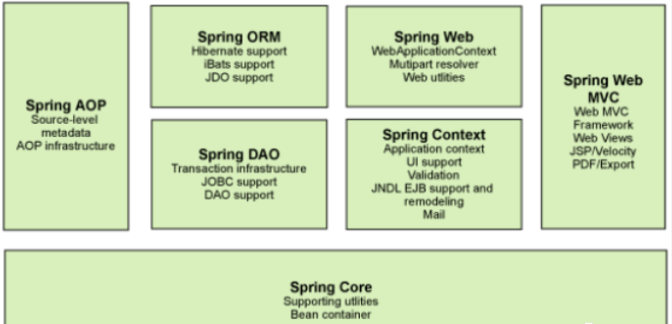 Spring AOP
Source-level
metadata
AOP infrastructure
Spring ORM
Hibernate support
iBats support
JDO support
Spring DAO
Transaction infrastructure
JOBC support
DAO support
Spring Web
WebApplicationContext
Mutipart resolver
Web utlities
Spring Context
Application context
UI support
Validation
JNDL EJB support and
remodeling
Mail
Spring Web
MVC
Web MVC
Framework
Web Views
JSP/Velocity
PDF/Export
Spring Core
Supporting utlities
Bean container